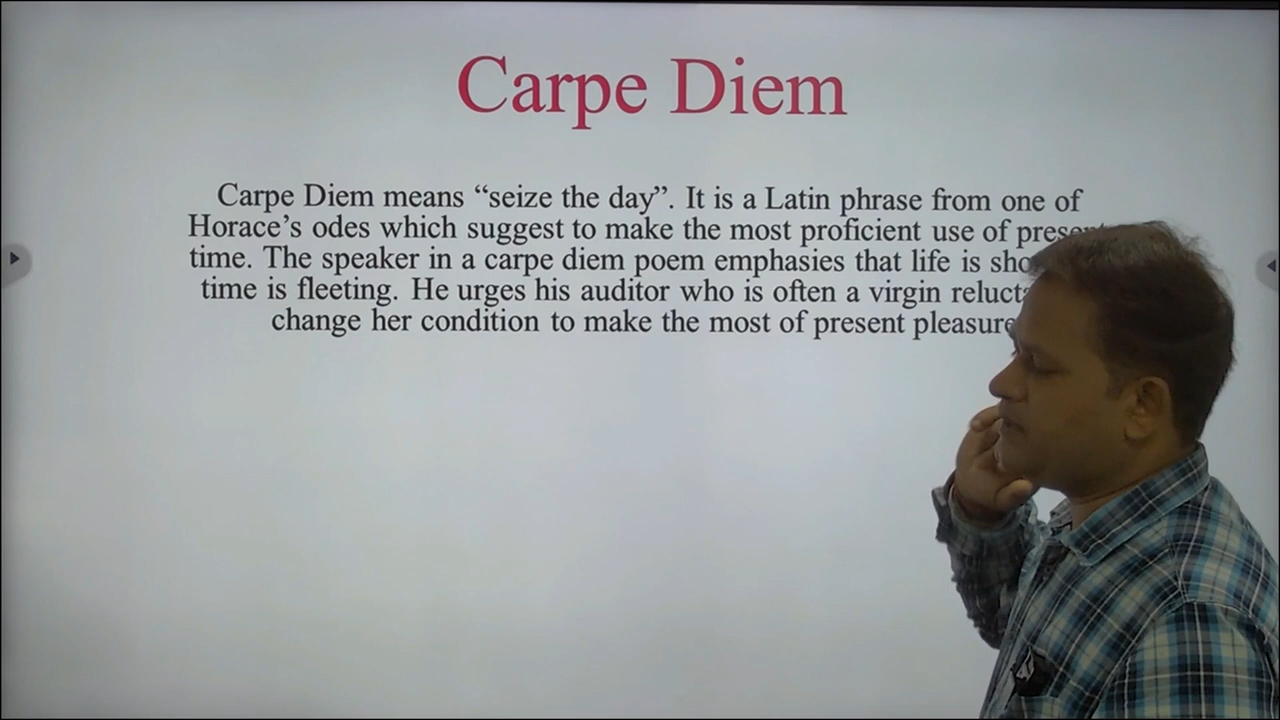 Carpe Diem
Carpe Diem means “seize the day”. It is a Latin phrase from one of
Horace’s odes which suggest to make the most proficient use of
time. The speaker in a carpe diem poem emphasies that life is
time is fleeting. He urges his auditor who is often a virgin
change her condition to make the most of present pleasure